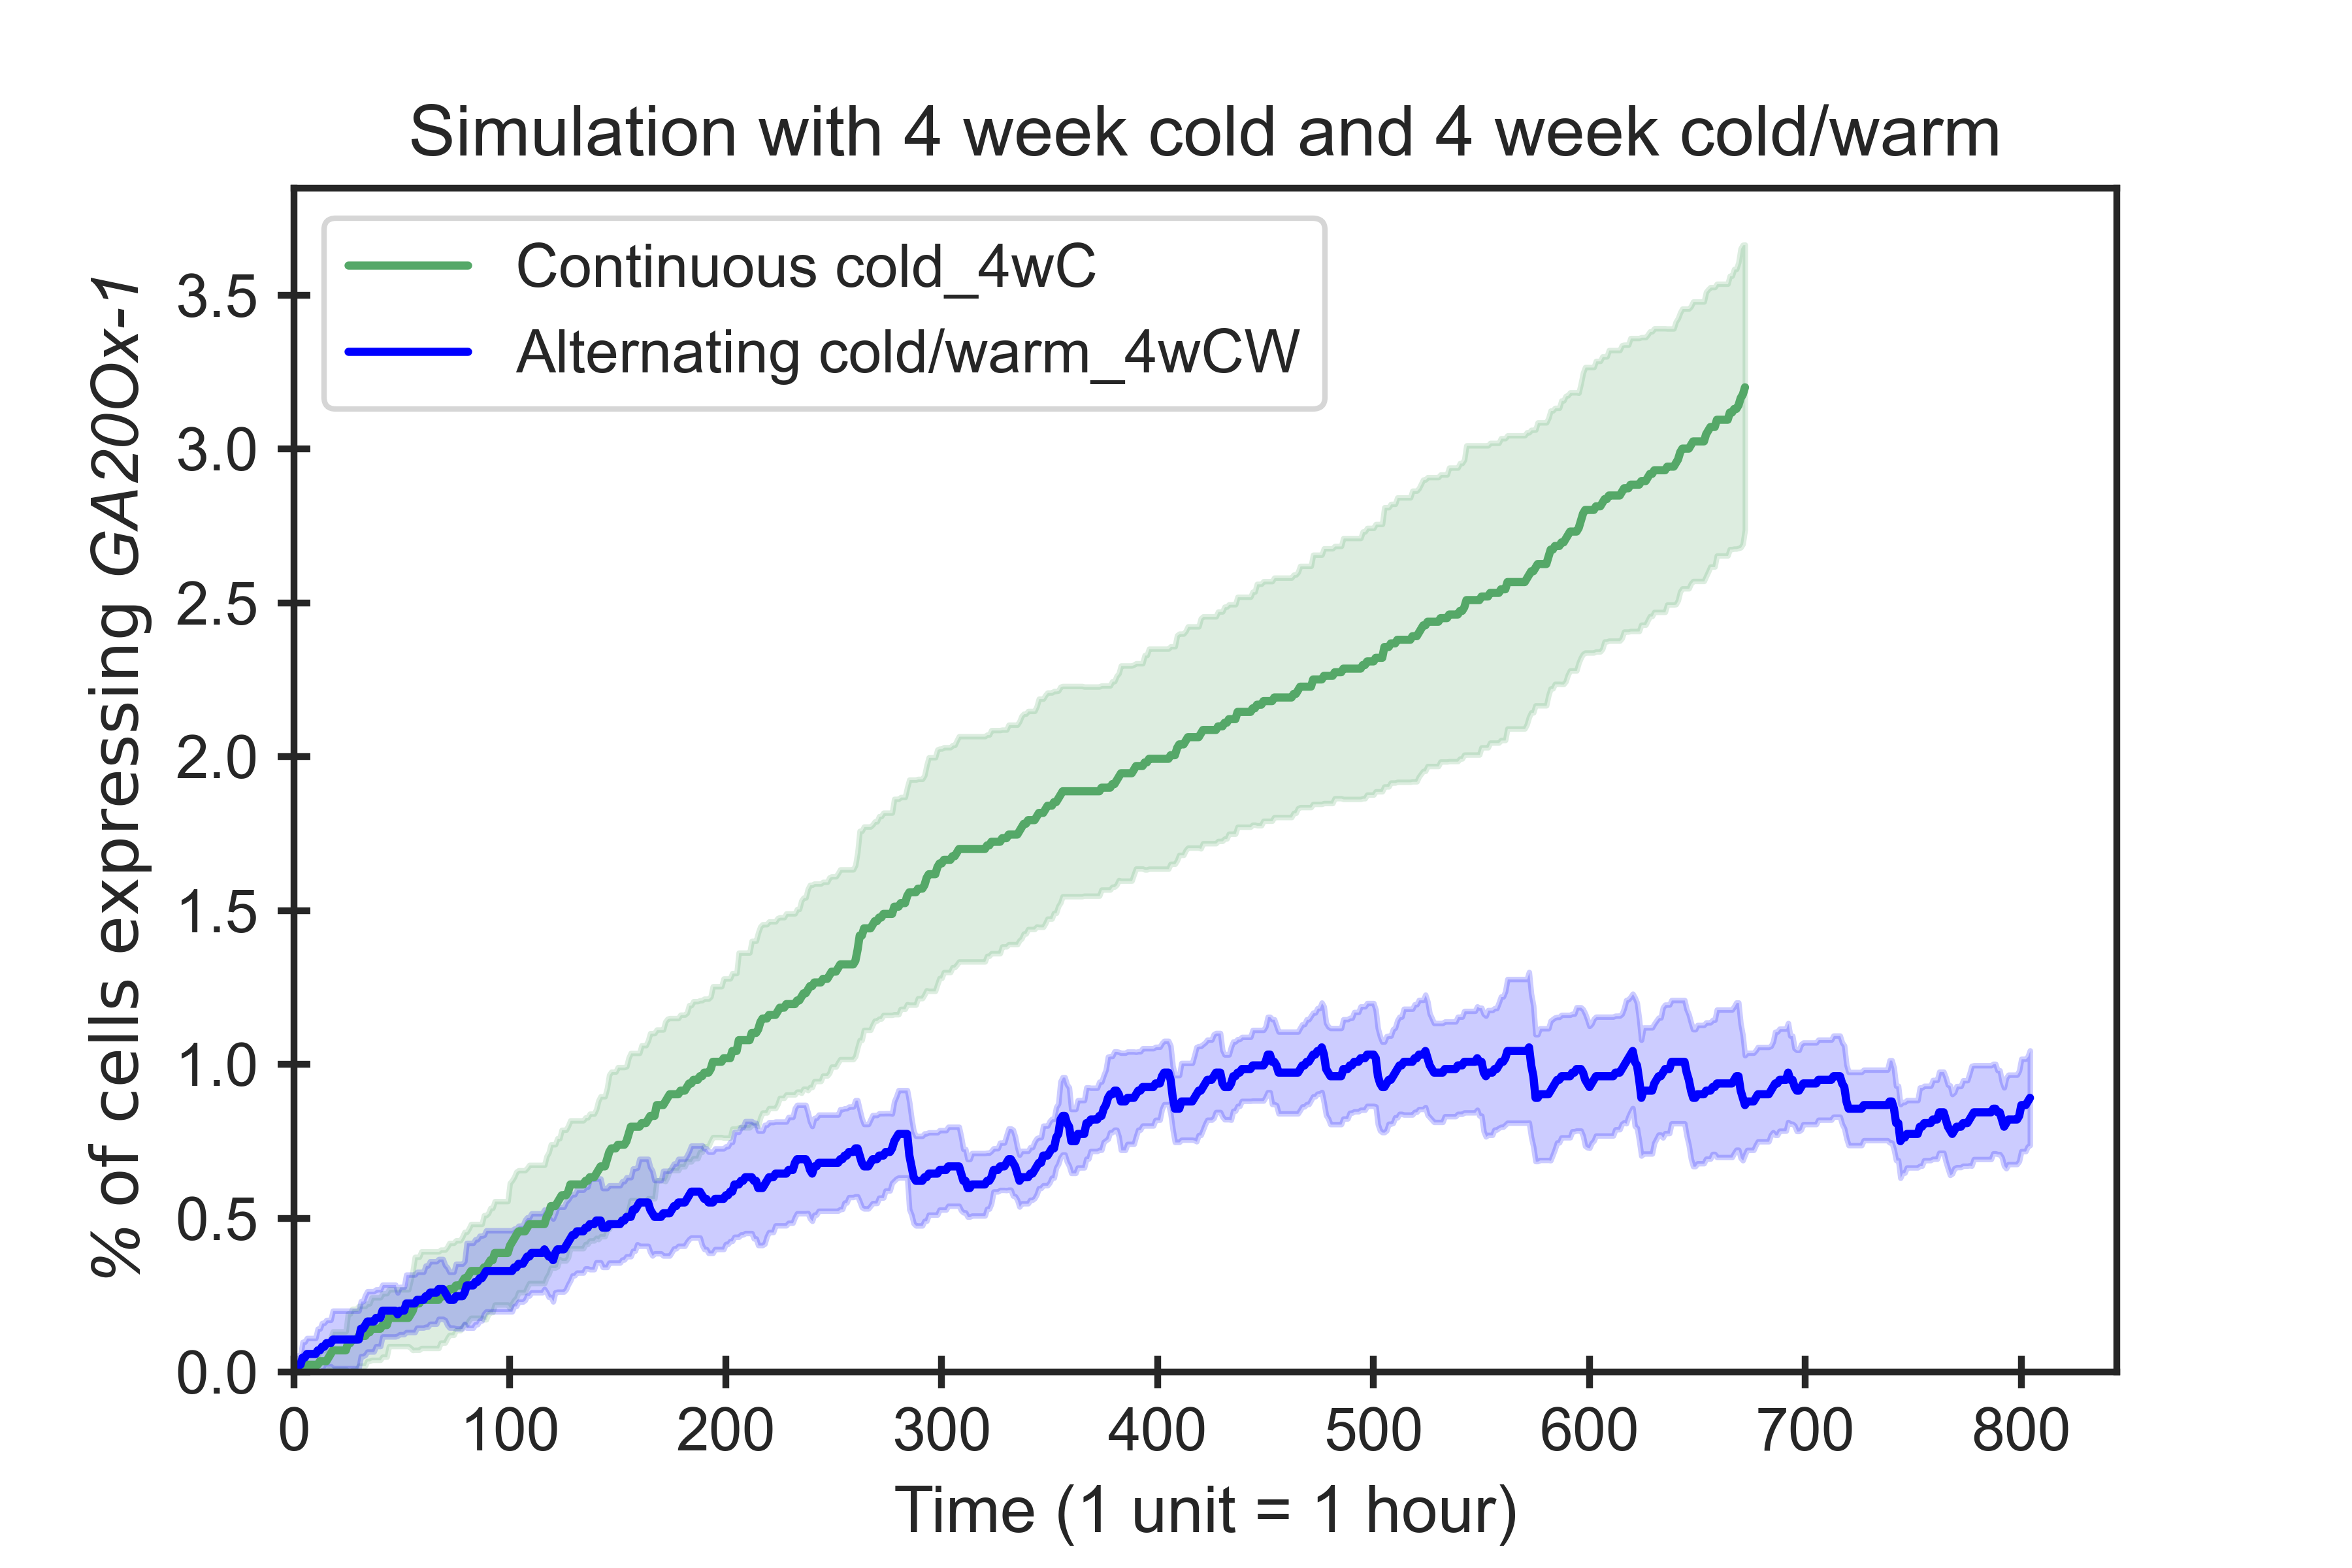 Simulation with 4 week cold and 4 week cold/warm
Continuous cold_4wC
Alternating cold/warm_4wCW
% of cells expressing GA20Ox-1
3.5
3.0
2.5
2.0
1.5
1.0
0.5
0.0
0 100 200 300 400 500 600 700 800
Time (1 unit = 1 hour)